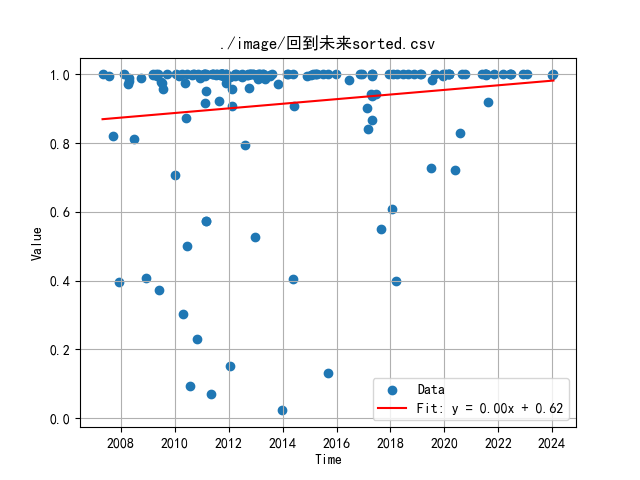 ./image/回到未来sorted.csv
1.0
0.8
0.6
0.4
0.2
0.0
Value
2008 2010 2012 2014 2016 2018 2020 2022 2024
Time
Data
Fit: y = 0.00x + 0.62